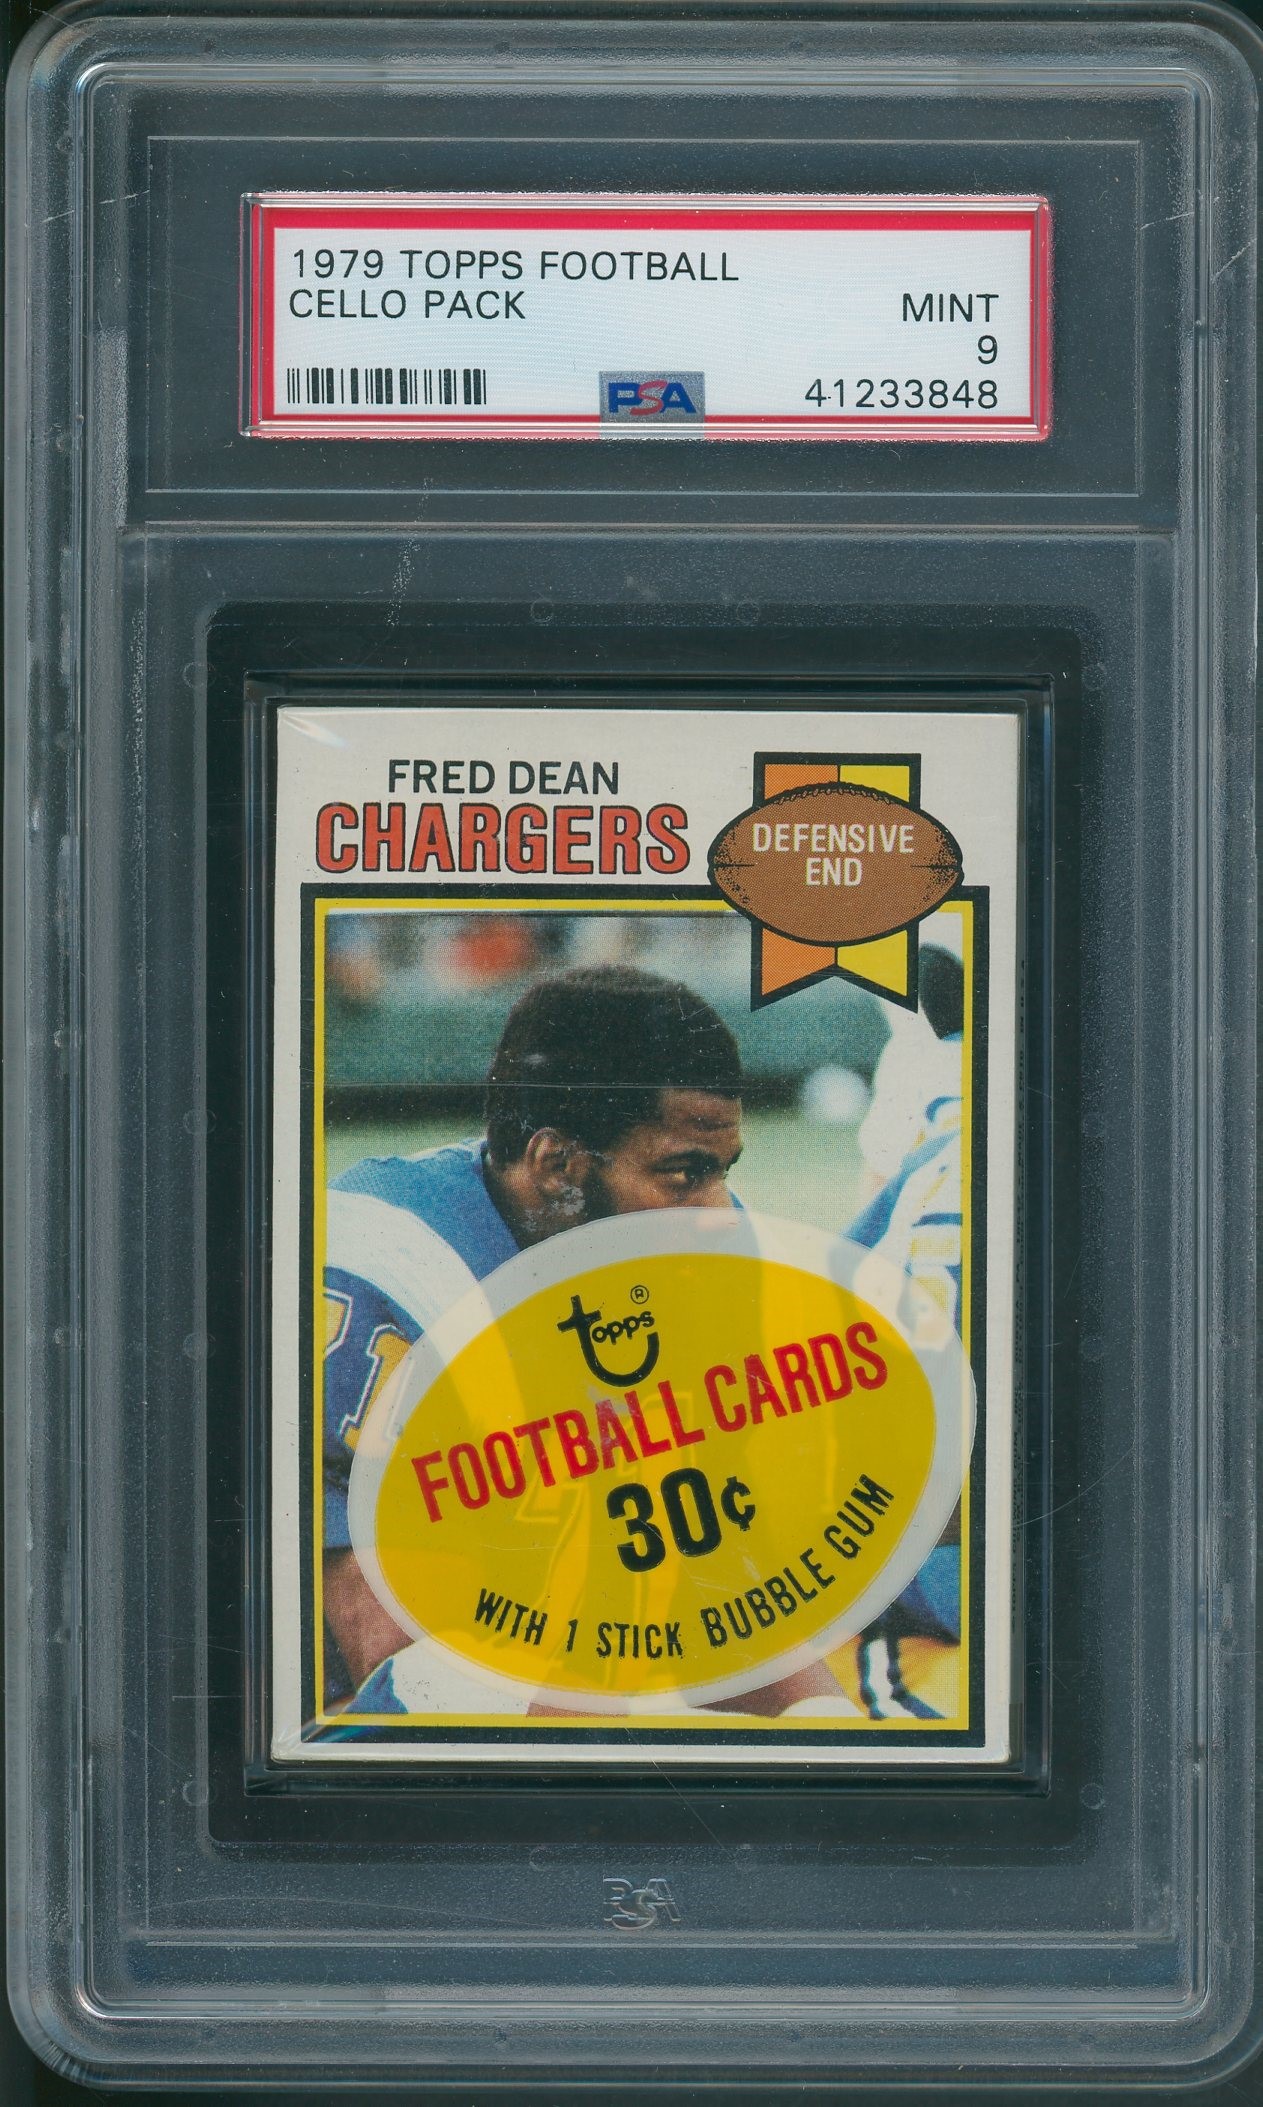 1979 TOPPS FOOTBALL
CELLO PACK
MINT
9
PSA
41233848
FRED DEAN
CHARGERS
DEFENSIVE
END
topps®
FOOTBALL CARDS
30¢
WITH 1 STICK BUBBLE GUM
PSA